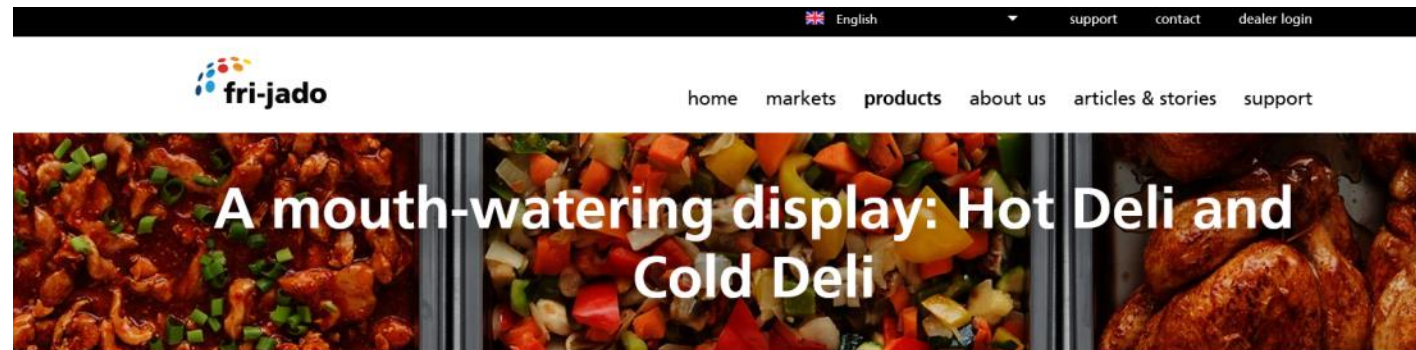 English support contact dealer login
fri-jado
home markets products about us articles & stories support
A mouth-watering display: Hot Deli and
Cold Deli